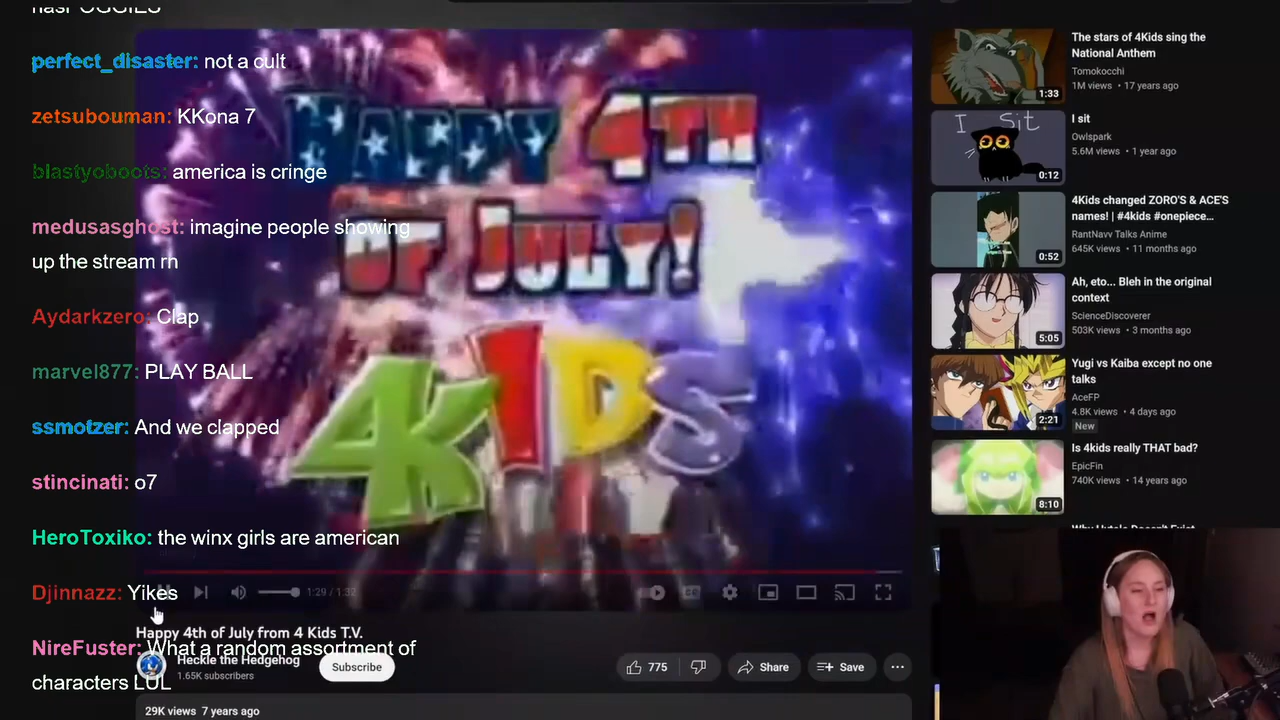 perfect_disaster: not a cult
zetsubouman: KKona 7
blastyoboots: america is cringe
medusasghost: imagine people showing
up the stream rn
Aydarkzero: Clap
marvel877: PLAY BALL
ssmotzer: And we clapped
stincinati: o7
HeroToxiko: the winx girls are american
Djinnazz: Yikes
NireFuster: What a random assortment of
characters LUL
HAPPY 4TH
OF JULY!
4KIDS
1:29 / 1:32
Happy 4th of July from 4 Kids T.V.
Heckle the Hedgehog
1.65K subscribers
Subscribe
775
Share
Save
29K views 7 years ago
The stars of 4Kids sing the
National Anthem
Tomokocchi
1M views • 17 years ago
1:33
I Sit
I sit
Owlspark
5.6M views • 1 year ago
0:12
4Kids changed ZORO'S & ACE'S
names! | #4kids #onepiece...
RantNavv Talks Anime
645K views • 11 months ago
0:52
Ah, eto... Bleh in the original
context
ScienceDiscoverer
503K views • 3 months ago
5:05
Yugi vs Kaiba except no one
talks
AceFP
4.8K views • 4 days ago
New
2:21
Is 4kids really THAT bad?
EpicFin
740K views • 14 years ago
8:10